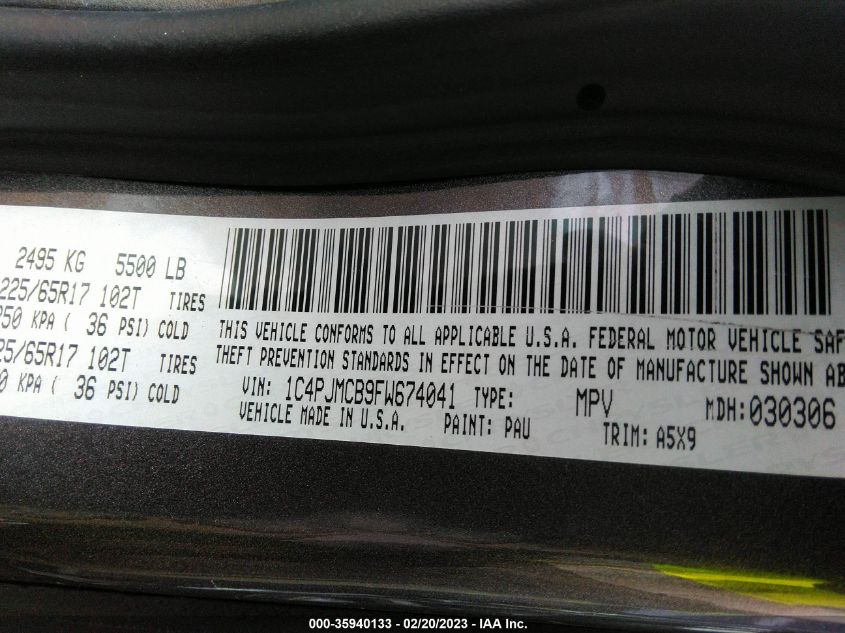 2495 KG 5500 LB
225/65R17 102T TIRES
250 KPA ( 36 PSI) COLD
25/65R17 102T TIRES
0 KPA ( 36 PSI) COLD
THIS VEHICLE CONFORMS TO ALL APPLICABLE U.S.A. FEDERAL MOTOR VEHICLE SAF
THEFT PREVENTION STANDARDS IN EFFECT ON THE DATE OF MANUFACTURE SHOWN AB
VIN: 1C4PJMCB9FW674041 TYPE: MPV MDH:030306
VEHICLE MADE IN U.S.A. PAINT: PAU TRIM: A5X9
000-35940133 - 02/20/2023 - IAA Inc.